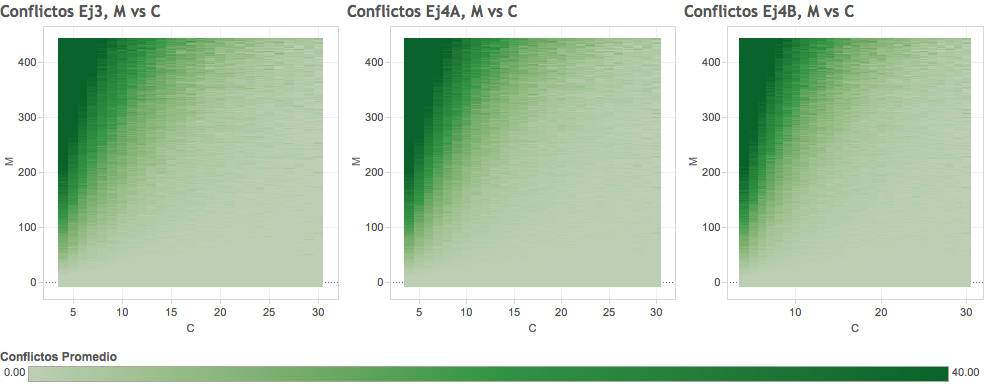 Conflictos Ej3, M vs C
Conflictos Ej4A, M vs C
Conflictos Ej4B, M vs C
400
300
200
100
0
M
5 10 15 20 25 30
C
400
300
200
100
0
M
5 10 15 20 25 30
C
400
300
200
100
0
M
10 20 30
C
Conflictos Promedio
0.00 40.00